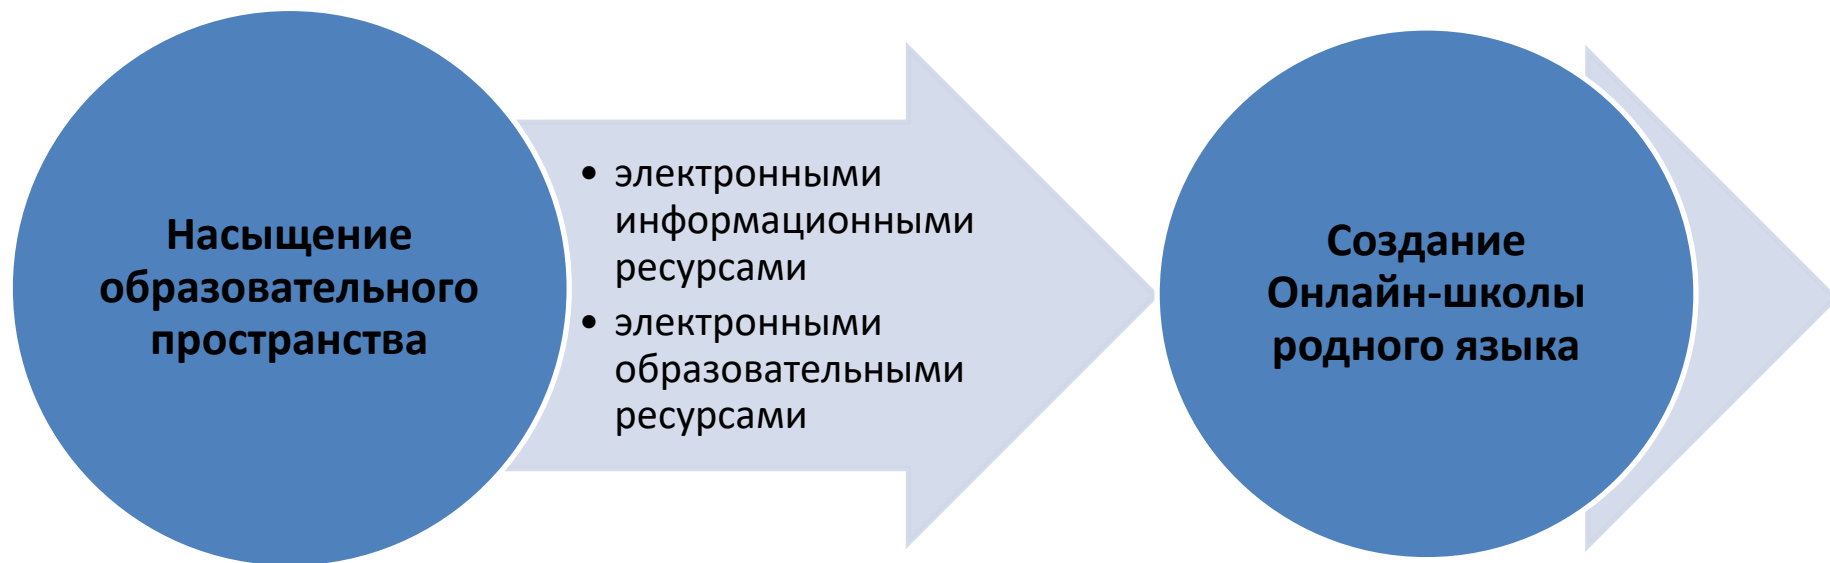 Насыщение
образовательного
пространства
• электронными
информационными
ресурсами
• электронными
образовательными
ресурсами
Создание
Онлайн-школы
родного языка